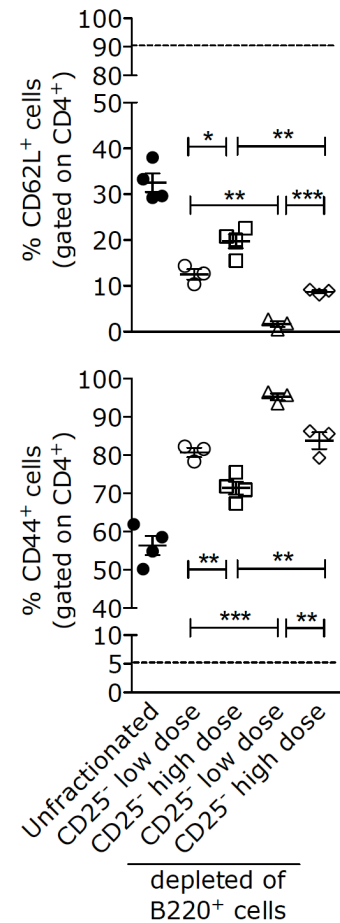 % CD62L⁺ cells
(gated on CD4⁺)
100
90
80
50
40
30
20
10
0
*
**
**
***
% CD44⁺ cells
(gated on CD4⁺)
100
90
80
70
60
50
40
10
5
0
**
**
***
**
Unfractionated
CD25⁻ low dose
CD25⁻ high dose
CD25⁻ low dose
CD25⁻ high dose
depleted of
B220⁺ cells